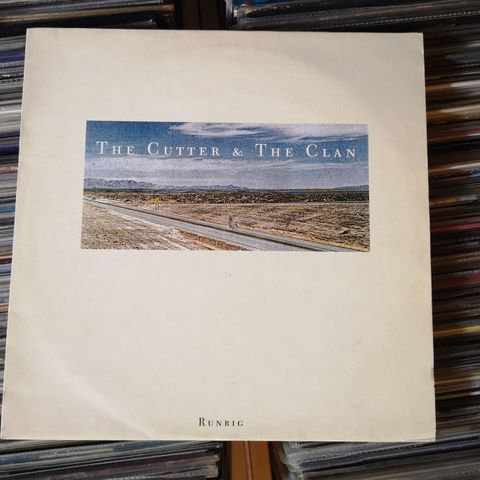 The Cutter & The Clan
Runrig